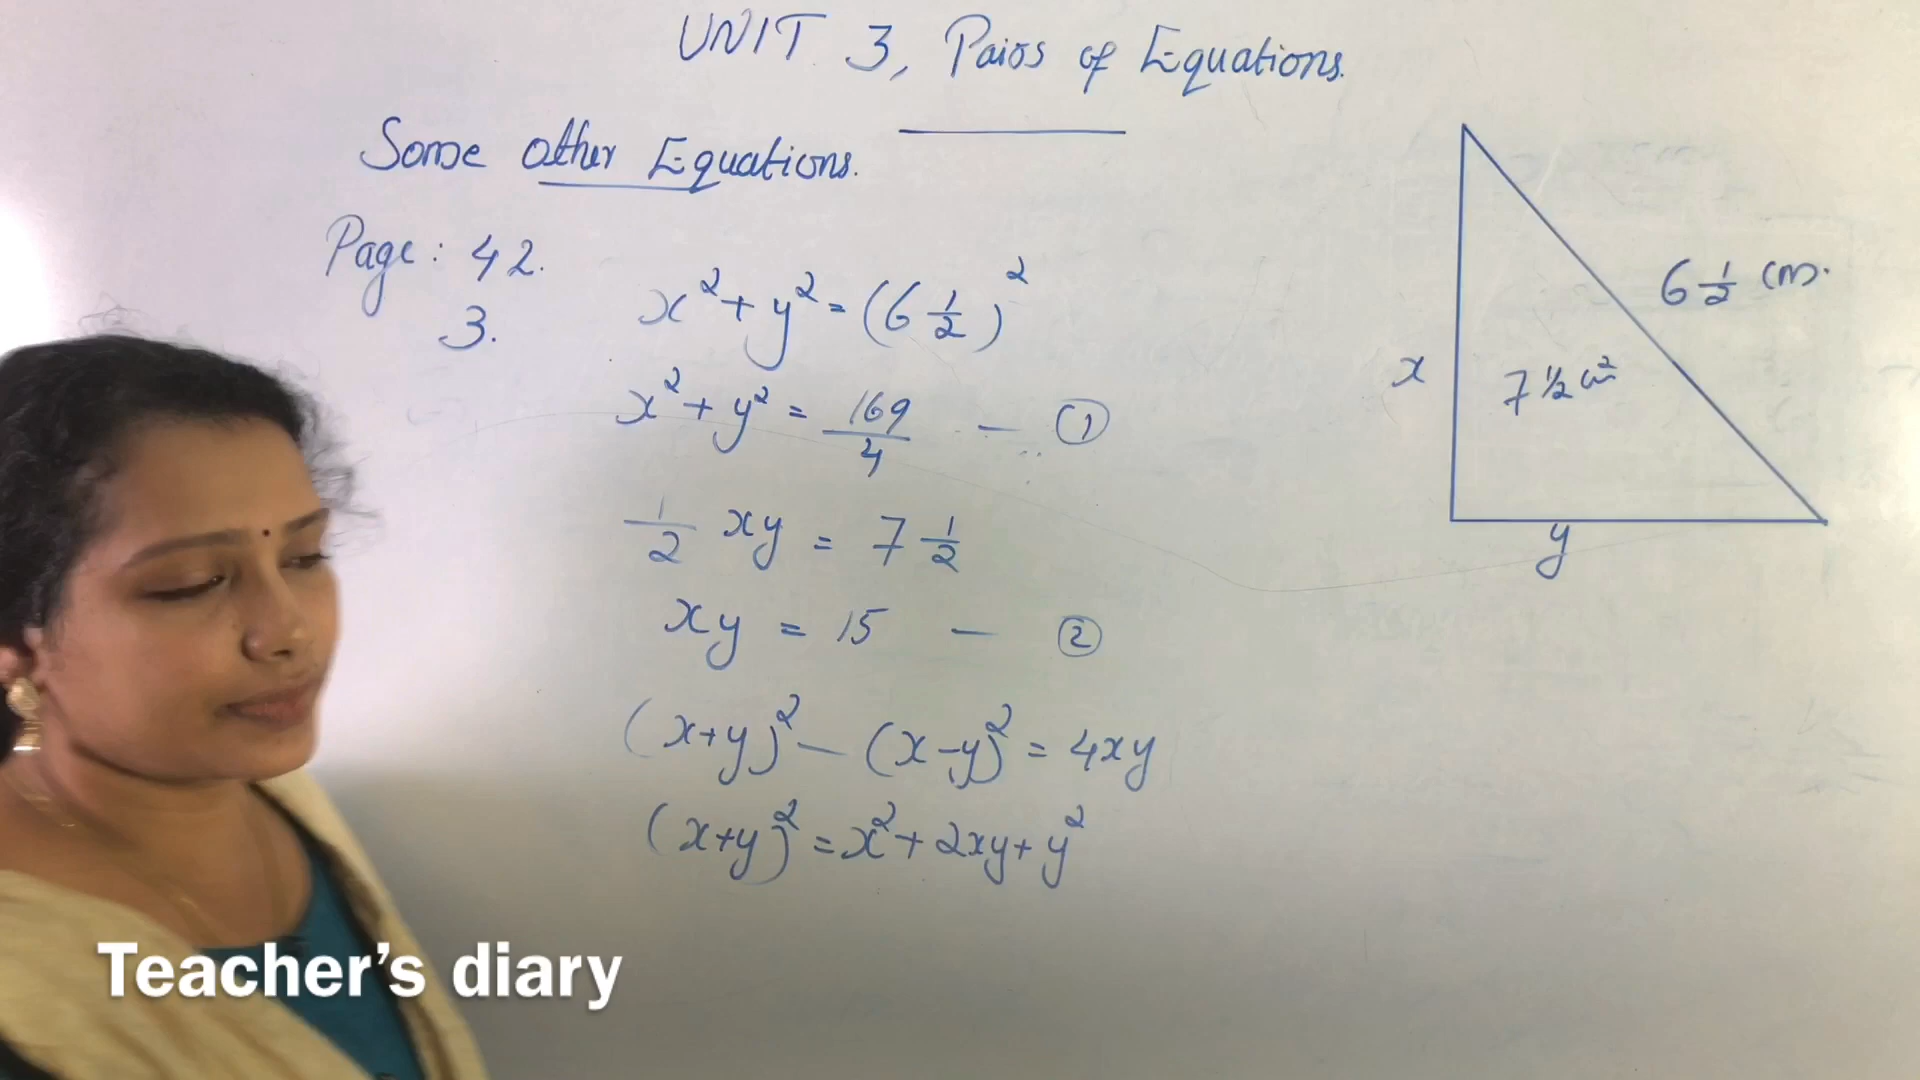 UNIT 3, Pairs of Equations.
Some other Equations.
Page: 42.
3.
x² + y² = (6 1/2)²
x² + y² = 169/4 — ①
1/2 xy = 7 1/2
xy = 15 — ②
(x+y)² — (x-y)² = 4xy
(x+y)² = x² + 2xy + y²
6 1/2 cm.
x
7 1/2 cm²
y
Teacher's diary